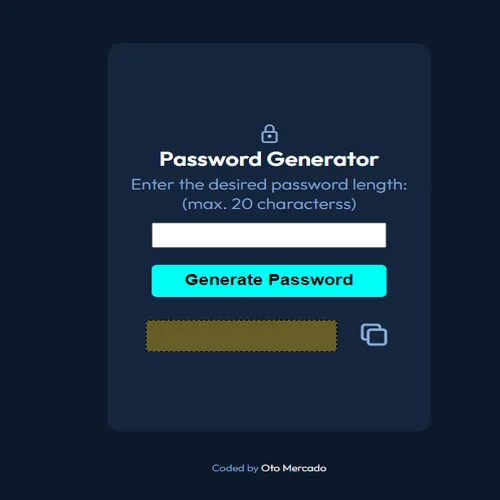 Password Generator
Enter the desired password length:
(max. 20 characterss)
Generate Password
Coded by Oto Mercado